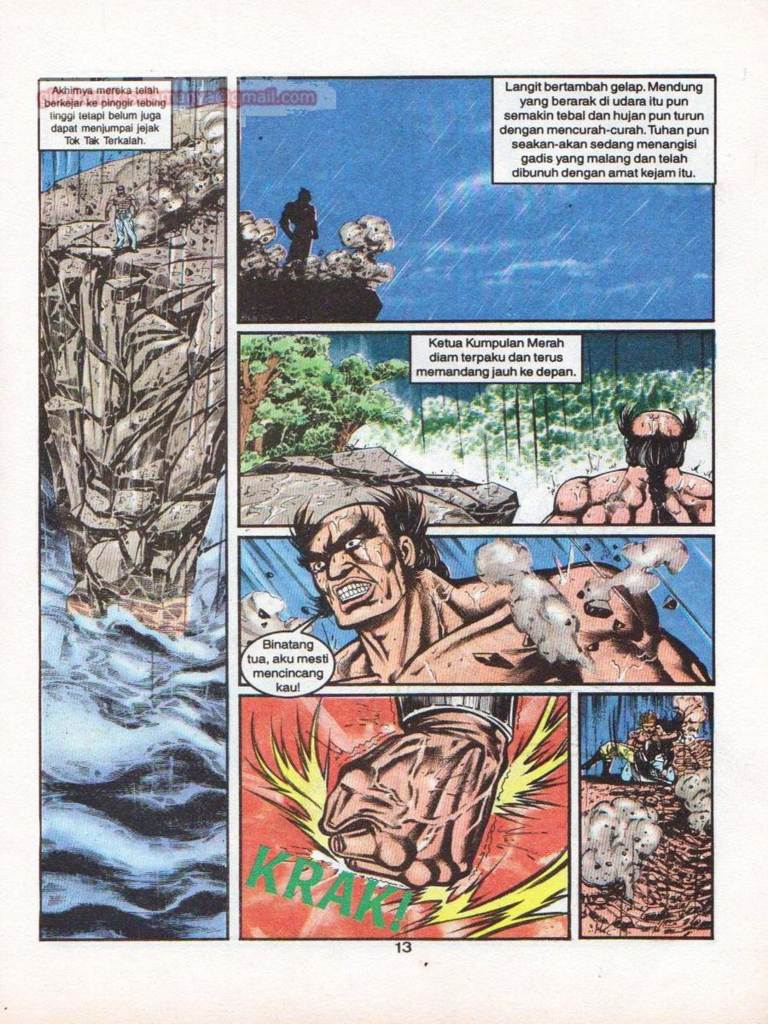 Akhirnya mereka telah
berkejar ke pinggir tebing
tinggi tetapi belum juga
dapat menjumpai jejak
Tok Tak Terkalah.
@gmail.com
Langit bertambah gelap. Mendung
yang berarak di udara itu pun
semakin tebal dan hujan pun turun
dengan mencurah-curah. Tuhan pun
seakan-akan sedang menangisi
gadis yang malang dan telah
dibunuh dengan amat kejam itu.
Ketua Kumpulan Merah
diam terpaku dan terus
memandang jauh ke depan.
Binatang
tua, aku mesti
mencincang
kau!
KRAK!
13